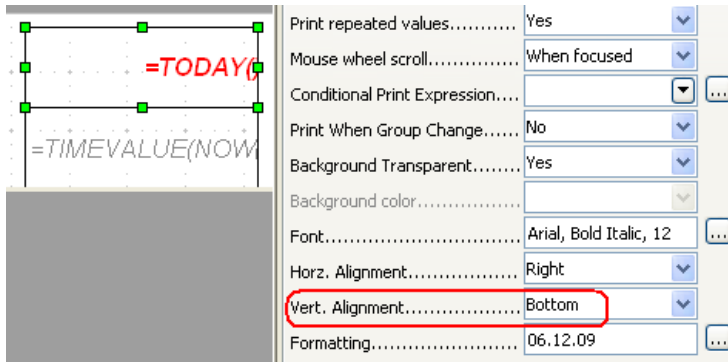 =TODAY()
=TIMEVALUE(NOW
Print repeated values........... Yes
Mouse wheel scroll.............. When focused
Conditional Print Expression....
Print When Group Change...... No
Background Transparent........ Yes
Background color.................
Font................................ Arial, Bold Italic, 12
Horz. Alignment.................. Right
Vert. Alignment................... Bottom
Formatting........................ 06.12.09